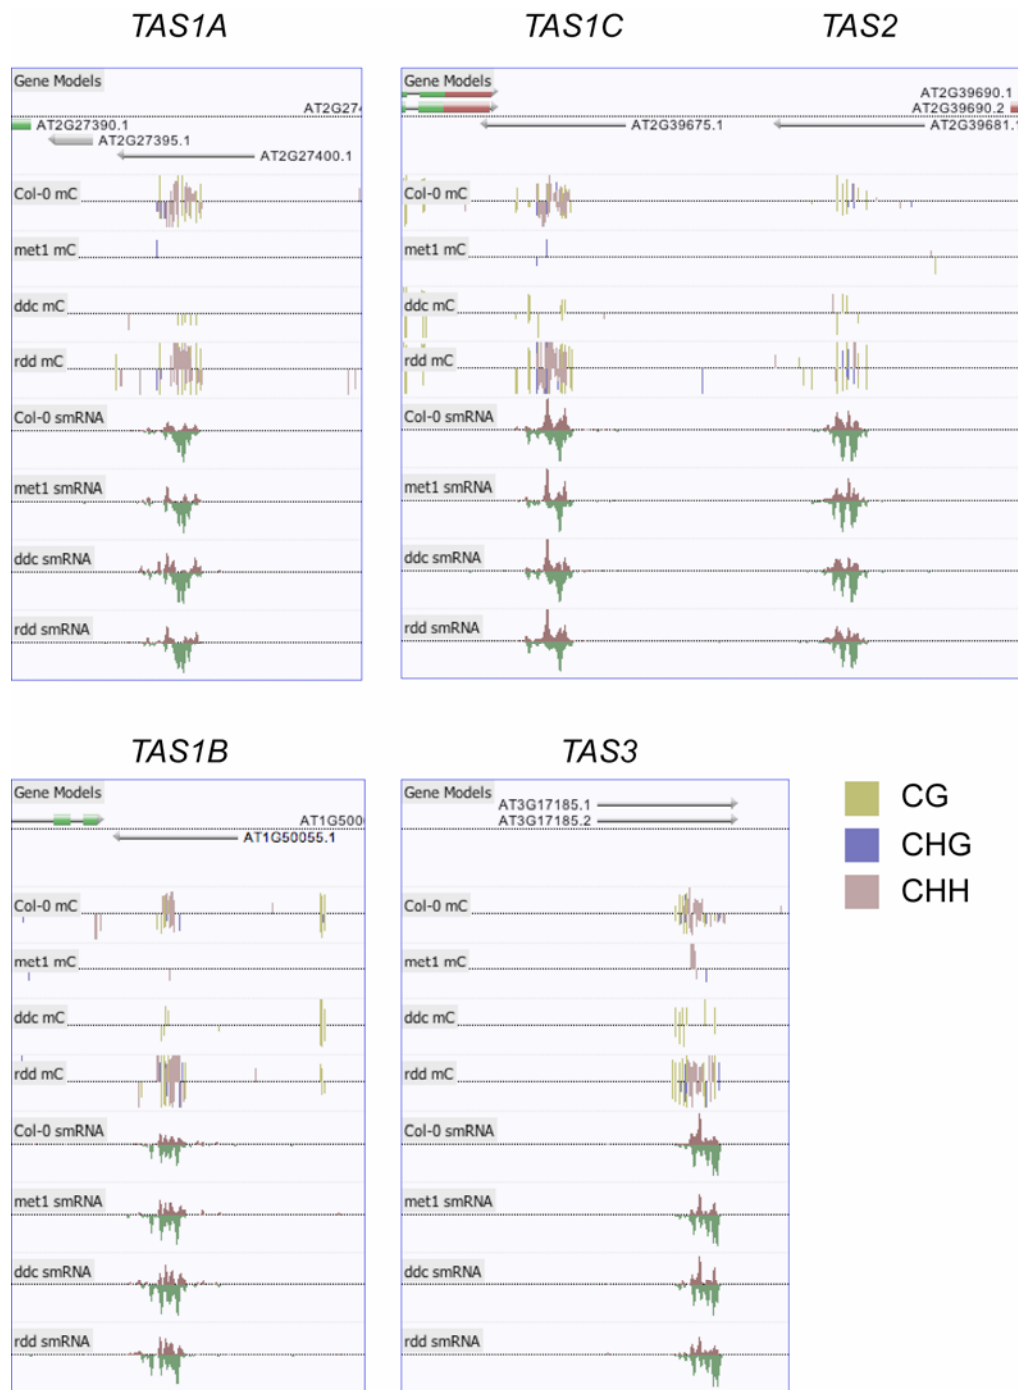 TAS1A
TAS1C TAS2
Gene Models
AT2G27
AT2G27390.1
AT2G27395.1
AT2G27400.1
Col-0 mC
met1 mC
ddc mC
rdd mC
Col-0 smRNA
met1 smRNA
ddc smRNA
rdd smRNA
Gene Models
AT2G39690.1
AT2G39690.2
AT2G39675.1 AT2G39681.1
Col-0 mC
met1 mC
ddc mC
rdd mC
Col-0 smRNA
met1 smRNA
ddc smRNA
rdd smRNA
TAS1B
Gene Models
AT1G500
AT1G50055.1
Col-0 mC
met1 mC
ddc mC
rdd mC
Col-0 smRNA
met1 smRNA
ddc smRNA
rdd smRNA
TAS3
Gene Models
AT3G17185.1
AT3G17185.2
Col-0 mC
met1 mC
ddc mC
rdd mC
Col-0 smRNA
met1 smRNA
ddc smRNA
rdd smRNA
CG
CHG
CHH